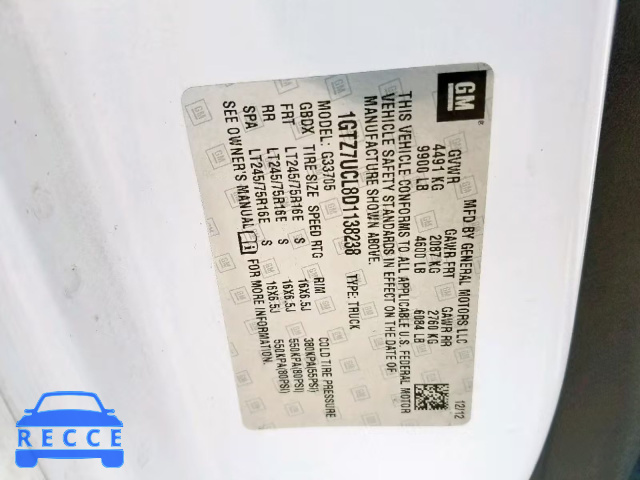 GM
®
MFD BY GENERAL MOTORS LLC
GVWR GAWR FRT GAWR RR
4491 KG 2087 KG 2760 KG
9900 LB 4600 LB 6084 LB
12/12
THIS VEHICLE CONFORMS TO ALL APPLICABLE U.S. FEDERAL MOTOR
VEHICLE SAFETY STANDARDS IN EFFECT ON THE DATE OF
MANUFACTURE SHOWN ABOVE.
1GTZ7UCL8D1138238 TYPE: TRUCK
MODEL: G33705
GBDX TIRE SIZE SPEED RTG RIM COLD TIRE PRESSURE
FRT LT245/75R16E S 16X6.5J 380KPA(55PSI)
RR LT245/75R16E S 16X6.5J 550KPA(80PSI)
SPA LT245/75R16E S 16X6.5J 550KPA(80PSI)
SEE OWNER'S MANUAL FOR MORE INFORMATION.
RECCE